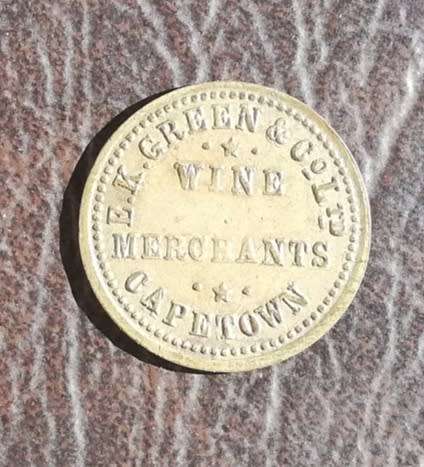 E.K GREEN & Co LTD
WINE
MERCHANTS
CAPETOWN